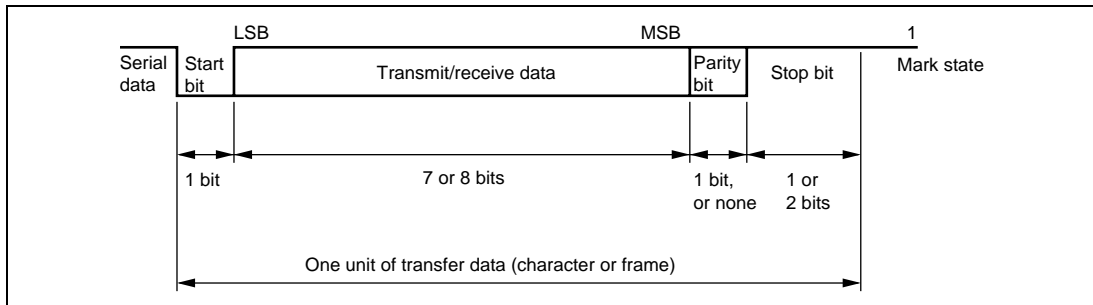 LSB MSB 1
Serial data
Start bit
Transmit/receive data
Parity bit
Stop bit
Mark state
1 bit
7 or 8 bits
1 bit, or none
1 or 2 bits
One unit of transfer data (character or frame)